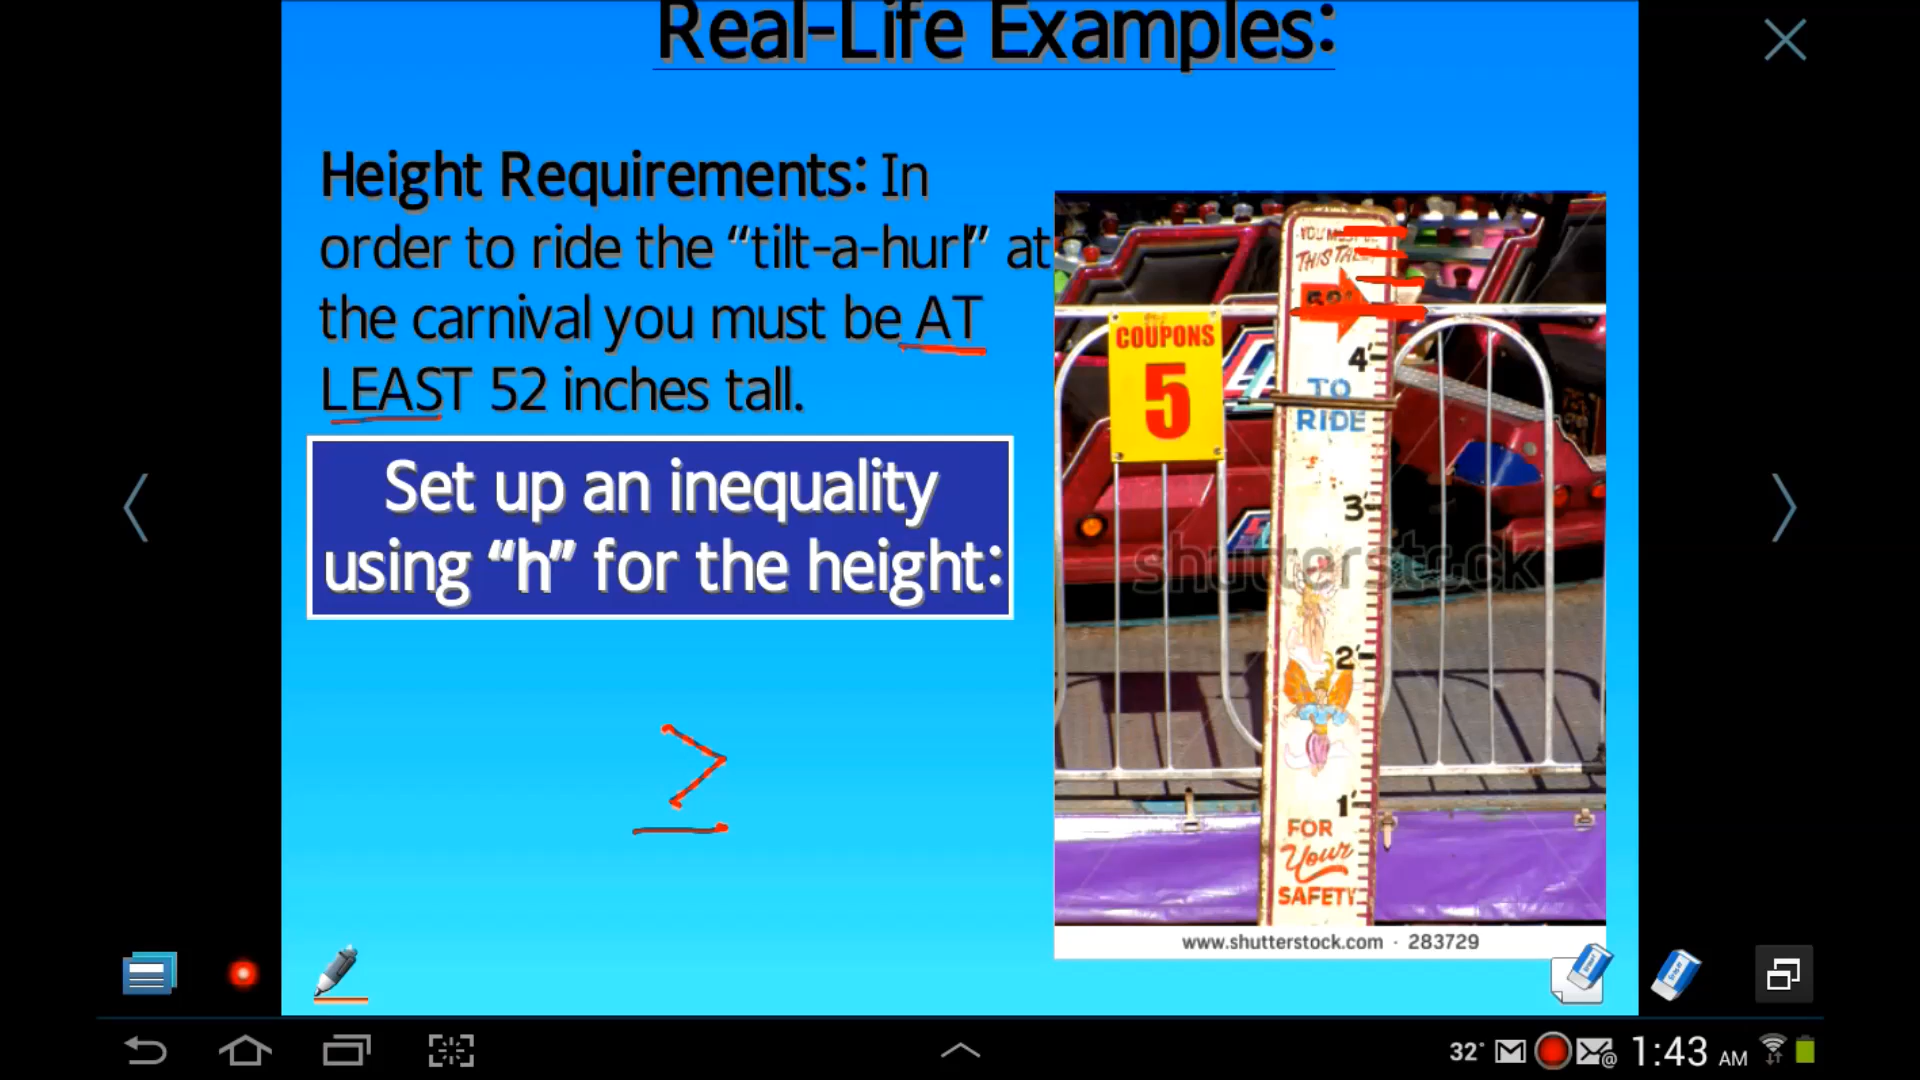 Real-Life Examples:
Height Requirements: In
order to ride the “tilt-a-hurl” at
the carnival you must be AT
LEAST 52 inches tall.
Set up an inequality
using “h” for the height:
≥
THIS TALL
COUPONS
5
4'
TO
RIDE
3'
2'
1'
FOR
Your
SAFETY
shutterstock
www.shutterstock.com · 283729
32°
1:43 AM